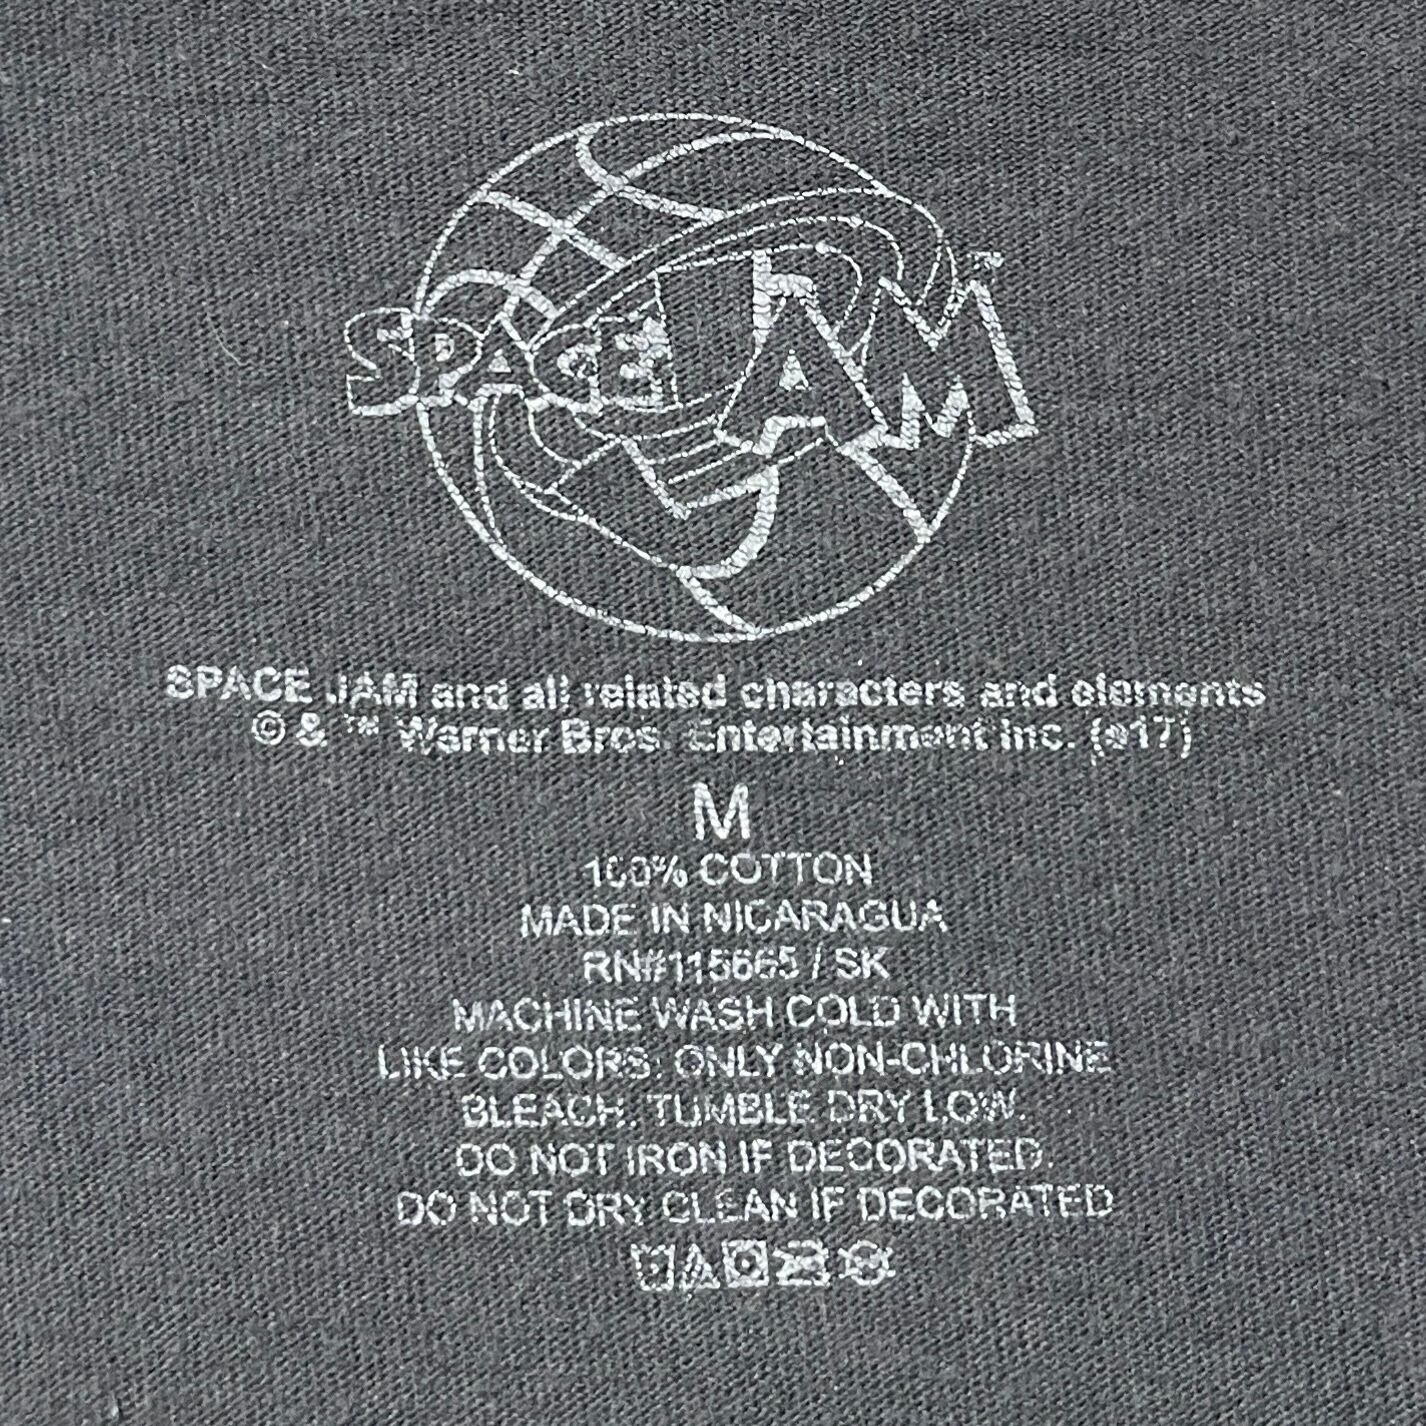 SPACE JAM™
SPACE JAM and all related characters and elements
© & ™ Warner Bros. Entertainment Inc. (s17)
M
100% COTTON
MADE IN NICARAGUA
RN#115665 / SK
MACHINE WASH COLD WITH
LIKE COLORS. ONLY NON-CHLORINE
BLEACH. TUMBLE DRY LOW.
DO NOT IRON IF DECORATED.
DO NOT DRY CLEAN IF DECORATED